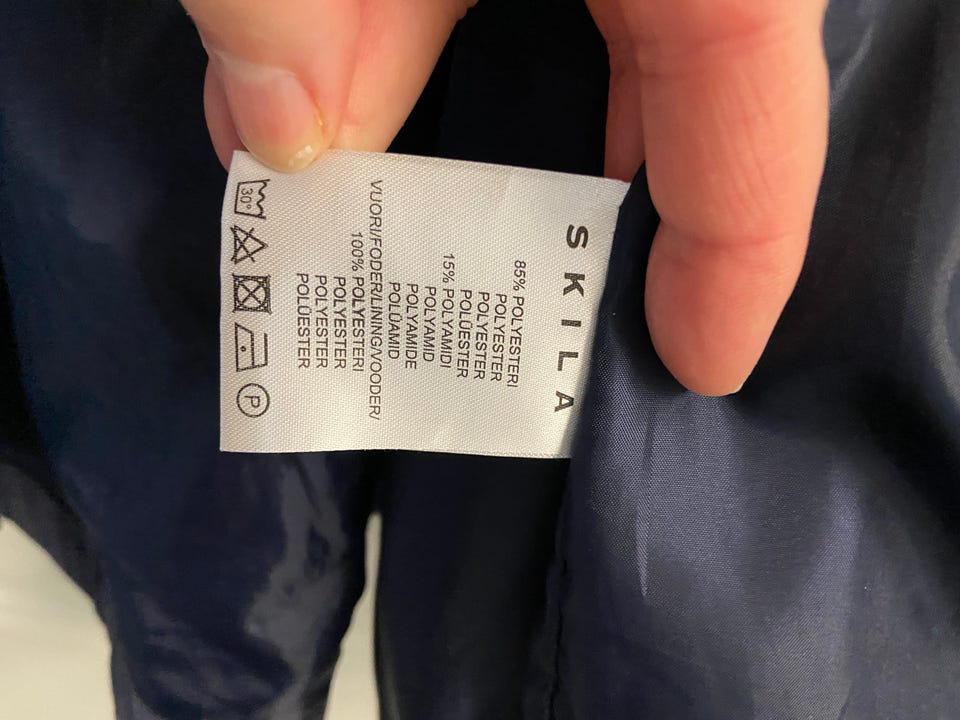 SKILA
85% POLYESTERI
POLYESTER
POLYESTER
POLÜESTER
15% POLYAMIDI
POLYAMID
POLYAMIDE
POLÜAMID
VUORI/FODER/LINING/VOODER/
100% POLYESTERI
POLYESTER
POLYESTER
POLÜESTER
30°
P